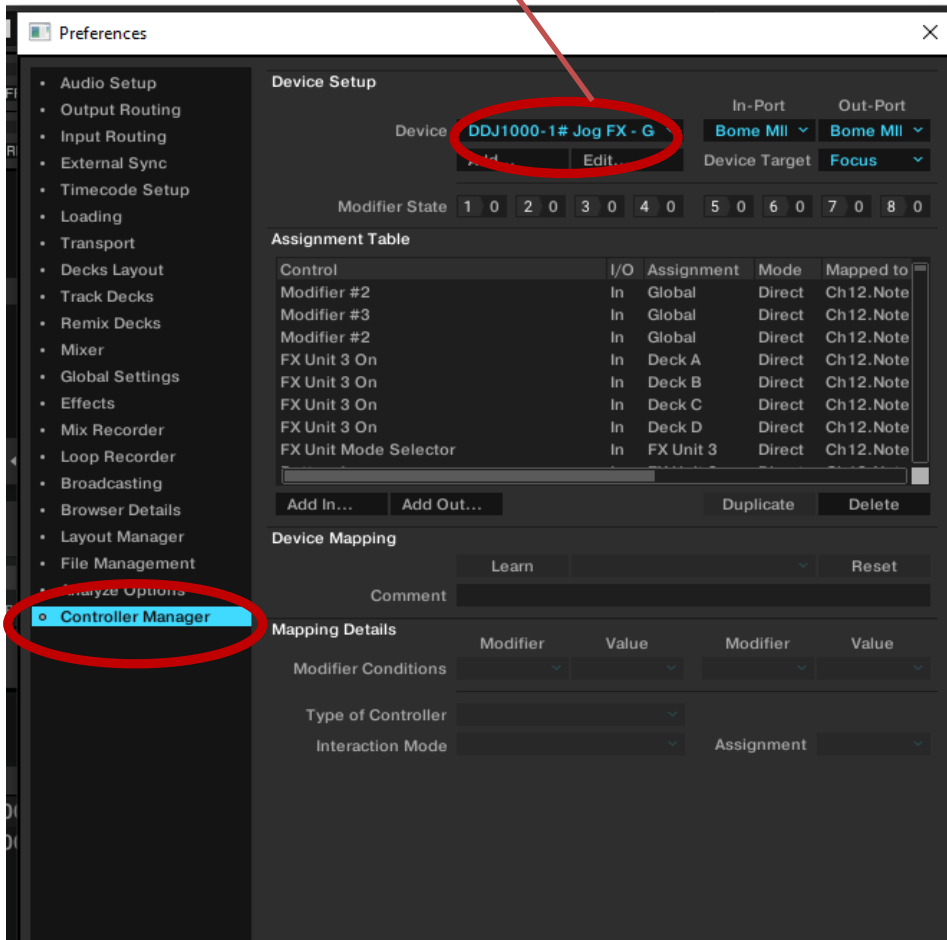 Preferences
Audio Setup
Output Routing
Input Routing
External Sync
Timecode Setup
Loading
Transport
Decks Layout
Track Decks
Remix Decks
Mixer
Global Settings
Effects
Mix Recorder
Loop Recorder
Broadcasting
Browser Details
Layout Manager
File Management
Analyze Options
Controller Manager
Device Setup
In-Port Out-Port
Device DDJ1000-1# Jog FX - G Bome MII Bome MII
Add... Edit... Device Target Focus
Modifier State 1 0 2 0 3 0 4 0 5 0 6 0 7 0 8 0
Assignment Table
Control I/O Assignment Mode Mapped to
Modifier #2 In Global Direct Ch12.Note
Modifier #3 In Global Direct Ch12.Note
Modifier #2 In Global Direct Ch12.Note
FX Unit 3 On In Deck A Direct Ch12.Note
FX Unit 3 On In Deck B Direct Ch12.Note
FX Unit 3 On In Deck C Direct Ch12.Note
FX Unit 3 On In Deck D Direct Ch12.Note
FX Unit Mode Selector In FX Unit 3 Direct Ch12.Note
Add In... Add Out... Duplicate Delete
Device Mapping
Learn Reset
Comment
Mapping Details
Modifier Value Modifier Value
Modifier Conditions
Type of Controller
Interaction Mode Assignment